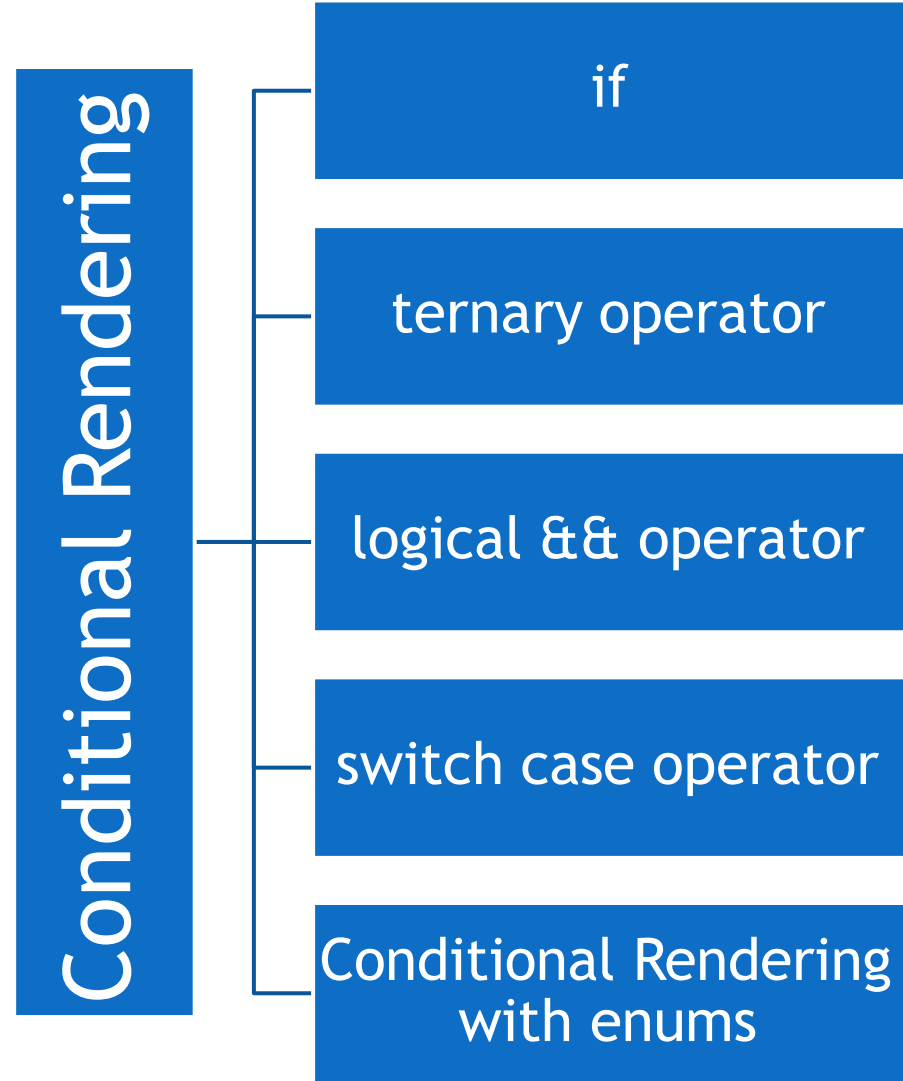 Conditional Rendering
if
ternary operator
logical && operator
switch case operator
Conditional Rendering
with enums